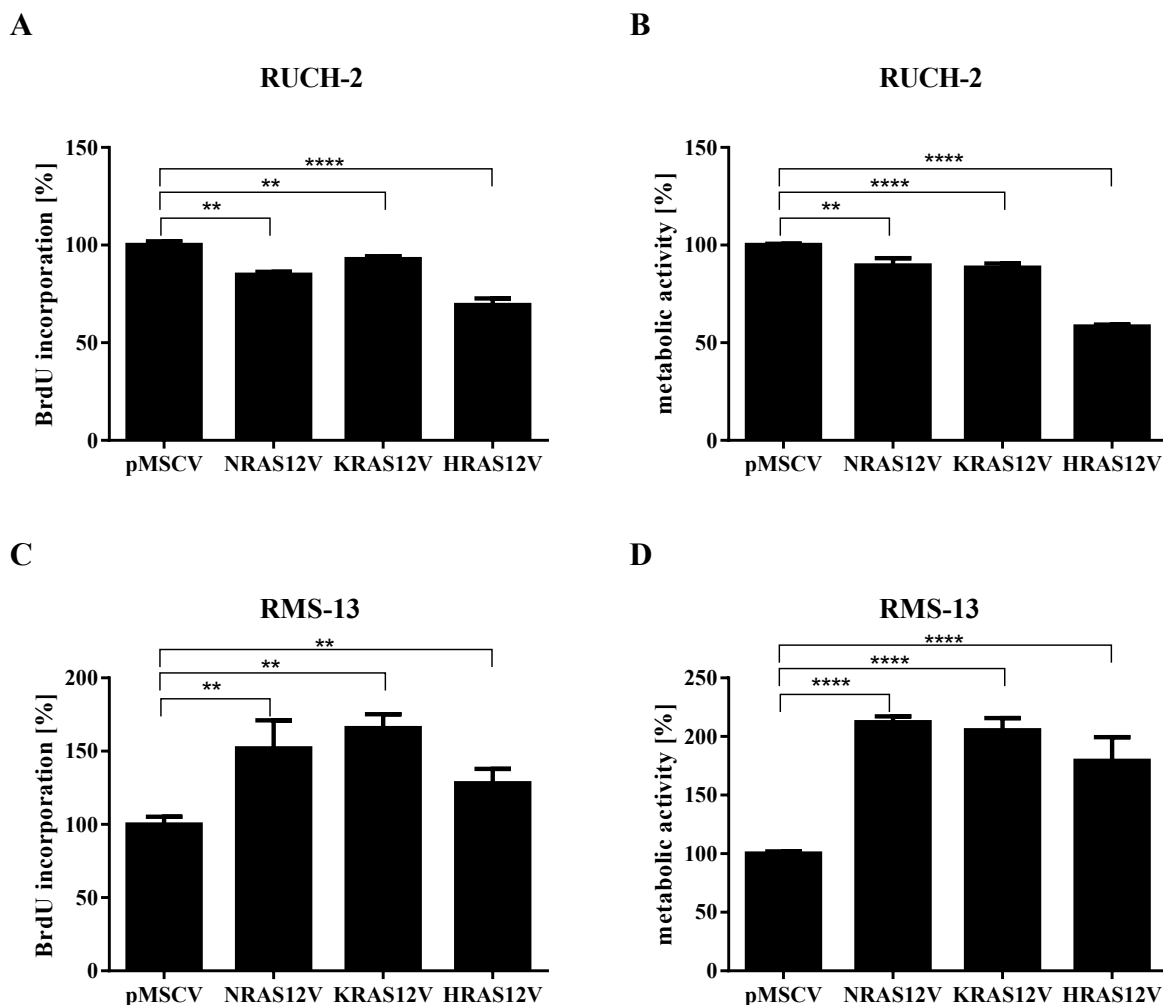 A
RUCH-2
BrdU incorporation [%]
150
100
50
0
****
**
**
pMSCV NRAS12V KRAS12V HRAS12V
B
RUCH-2
metabolic activity [%]
150
100
50
0
****
****
**
pMSCV NRAS12V KRAS12V HRAS12V
C
RMS-13
BrdU incorporation [%]
200
150
100
50
0
**
**
**
pMSCV NRAS12V KRAS12V HRAS12V
D
RMS-13
metabolic activity [%]
250
200
150
100
50
0
****
****
****
pMSCV NRAS12V KRAS12V HRAS12V